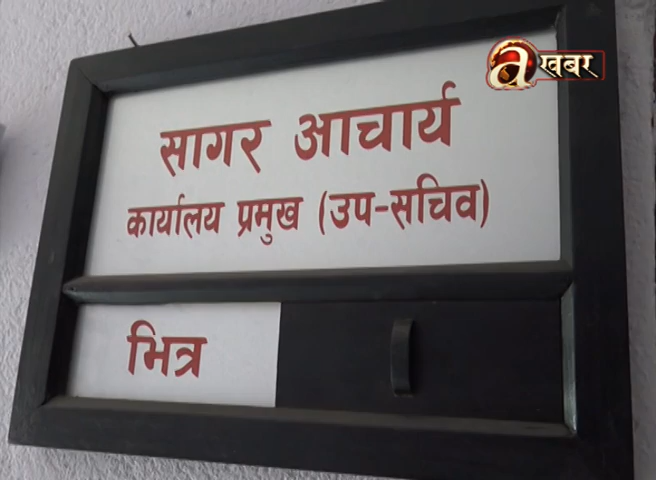 a खबर
सागर आचार्य
कार्यालय प्रमुख (उप-सचिव)
भित्र